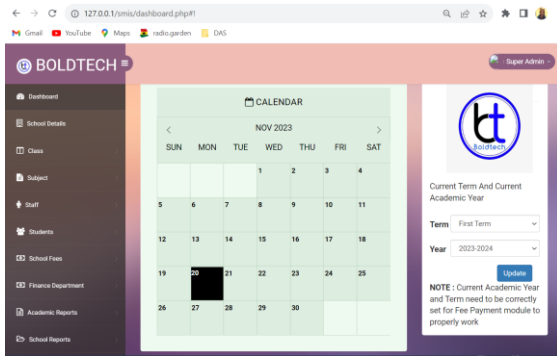 127.0.0.1/smis/dashboard.php#!
Gmail YouTube Maps radio.garden DAS
BOLDTECH
Super Admin
Dashboard
School Details
Class
Subject
Staff
Students
School Fees
Finance Department
Academic Reports
School Reports
CALENDAR
NOV 2023
SUN MON TUE WED THU FRI SAT
1 2 3 4
5 6 7 8 9 10 11
12 13 14 15 16 17 18
19 20 21 22 23 24 25
26 27 28 29 30
bt
Boldtech
Current Term And Current
Academic Year
Term First Term
Year 2023-2024
Update
NOTE : Current Academic Year
and Term need to be correctly
set for Fee Payment module to
properly work